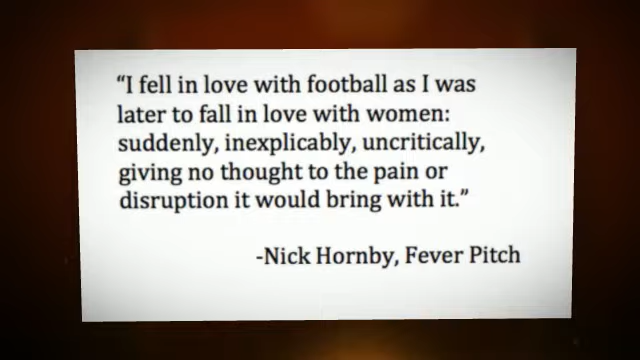 “I fell in love with football as I was
later to fall in love with women:
suddenly, inexplicably, uncritically,
giving no thought to the pain or
disruption it would bring with it.”
-Nick Hornby, Fever Pitch